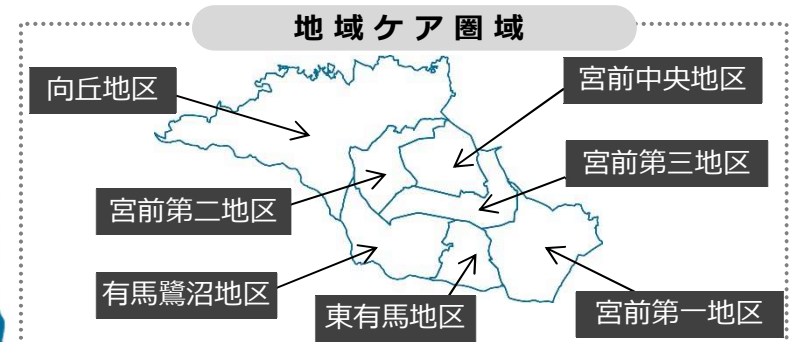 地域ケア圏域
向丘地区
宮前中央地区
宮前第三地区
宮前第二地区
有馬鷺沼地区
東有馬地区
宮前第一地区